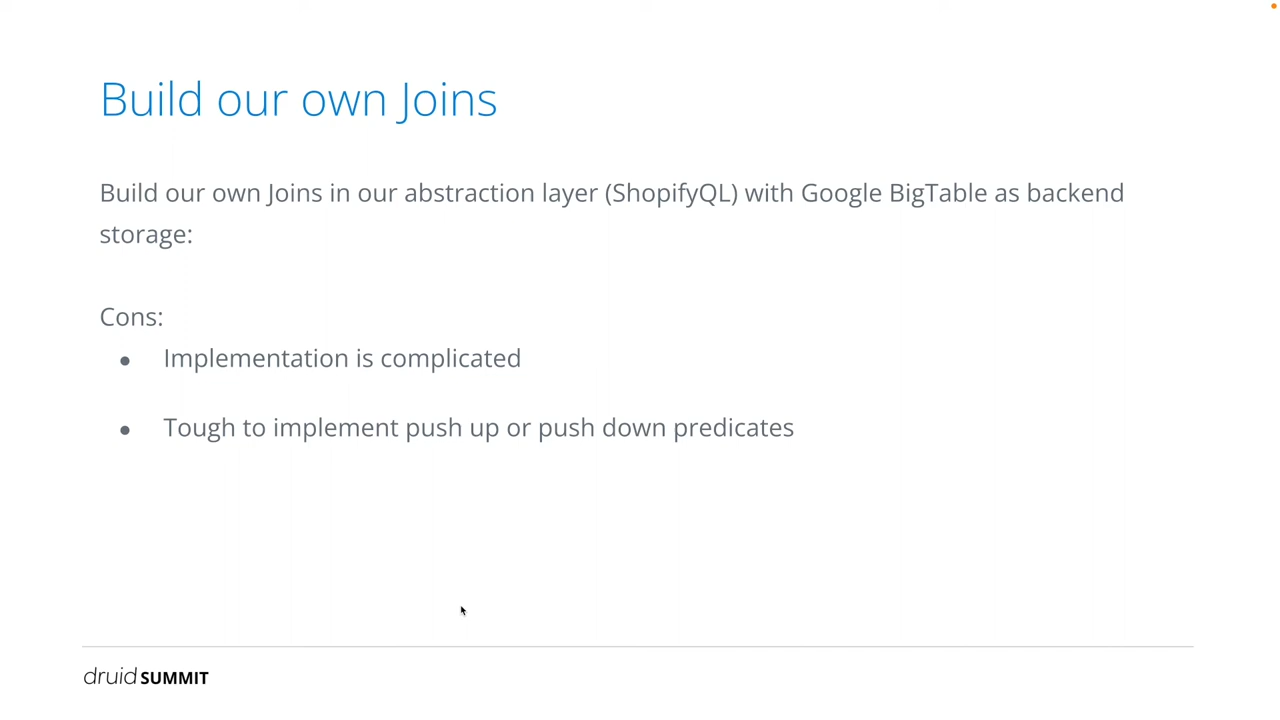 Build our own Joins
Build our own Joins in our abstraction layer (ShopifyQL) with Google BigTable as backend
storage:
Cons:
● Implementation is complicated
● Tough to implement push up or push down predicates
druid SUMMIT